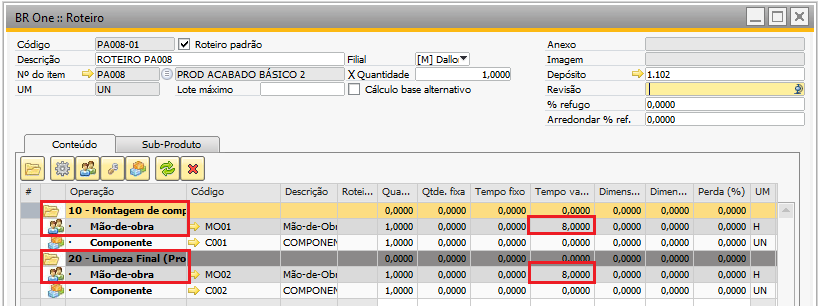 BR One :: Roteiro
Código PA008-01 Roteiro padrão Anexo
Descrição ROTEIRO PA008 Filial [M] Dallo Imagem
Nº do item PA008 PROD ACABADO BÁSICO 2 X Quantidade 1,0000 Depósito 1.102
UM UN Lote máximo Cálculo base alternativo Revisão
% refugo 0,0000
Arredondar % ref. 0,0000
Conteúdo Sub-Produto
# Operação Código Descrição Rotei... Qua... Qtde. fixa Tempo fixo Tempo va... Dimens... Dimen... Perda (%) UM
10 - Montagem de comp 0,0000 0,0000 0,0000 0,0000 0,0000 0,0000 0,0000
Mão-de-obra MO01 Mão-de-Obr 1,0000 0,0000 0,0000 8,0000 0,0000 0,0000 0,0000 H
Componente C001 COMPONEN 1,0000 0,0000 0,0000 0,0000 0,0000 0,0000 0,0000 UN
20 - Limpeza Final (Pro 0,0000 0,0000 0,0000 0,0000 0,0000 0,0000 0,0000
Mão-de-obra MO02 Mão-de-Obr 1,0000 0,0000 0,0000 8,0000 0,0000 0,0000 0,0000 H
Componente C002 COMPONEN 1,0000 0,0000 0,0000 0,0000 0,0000 0,0000 0,0000 UN